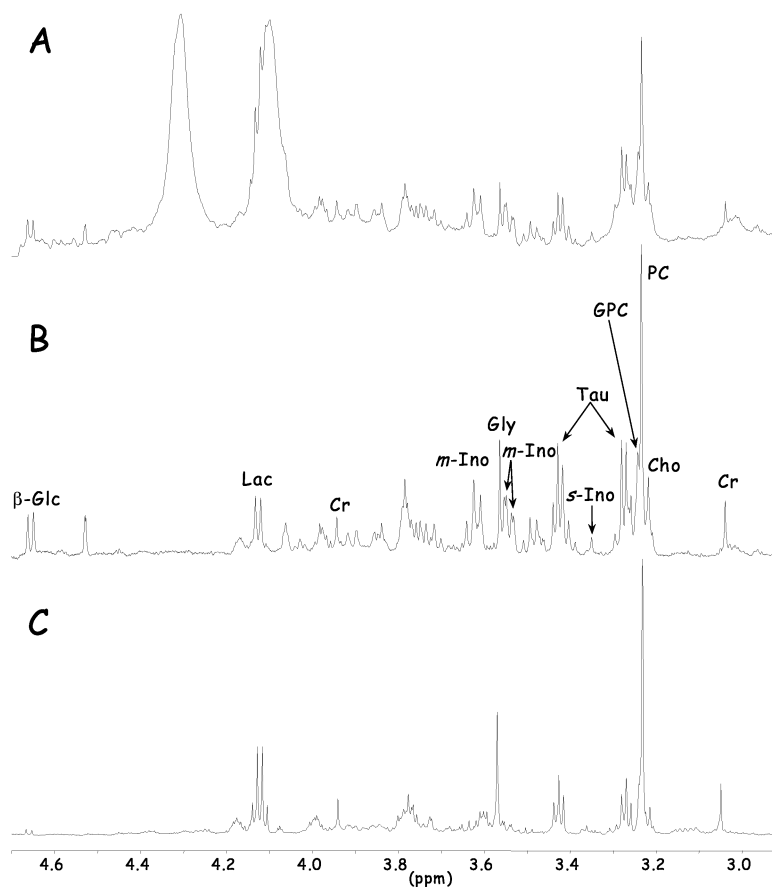 A
PC
GPC
B
Tau
Gly
m-Ino
m-Ino
Cho
Lac
s-Ino
Cr
Cr
β-Glc
C
4.6 4.4 4.2 4.0 3.8 3.6 3.4 3.2 3.0
(ppm)